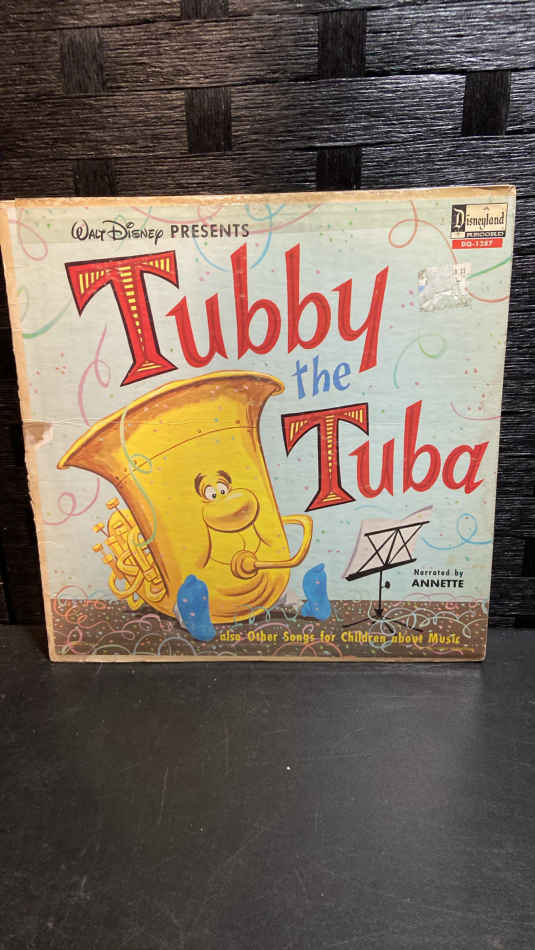 Walt Disney PRESENTS
Disneyland
RECORD
DQ-1287
Tubby
the
Tuba
Narrated by
ANNETTE
also Other Songs for Children about Music